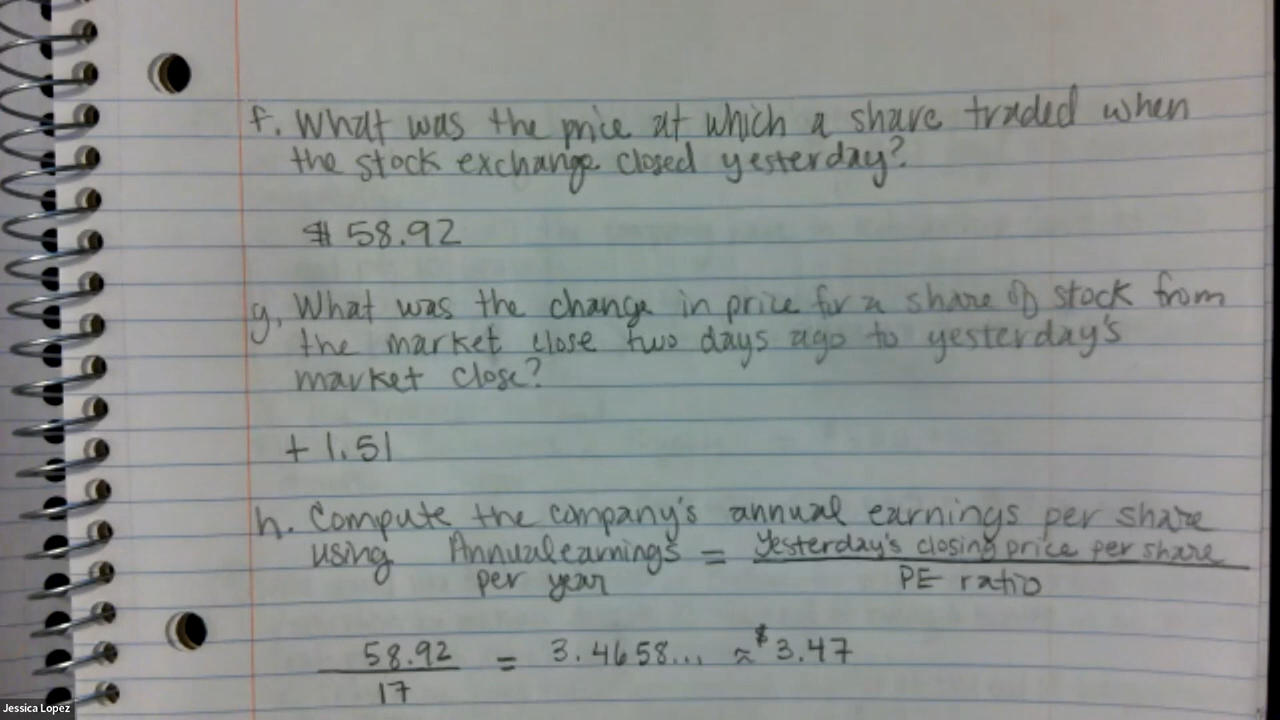 f. What was the price at which a share traded when
the stock exchange closed yesterday?
$ 58.92
g. What was the change in price for a share of stock from
the market close two days ago to yesterday's
market close?
+ 1.51
h. Compute the company's annual earnings per share
using Annual earnings per year = Yesterday's closing price per share / PE ratio
58.92 / 17 = 3.4658... ≈ $3.47
Jessica Lopez